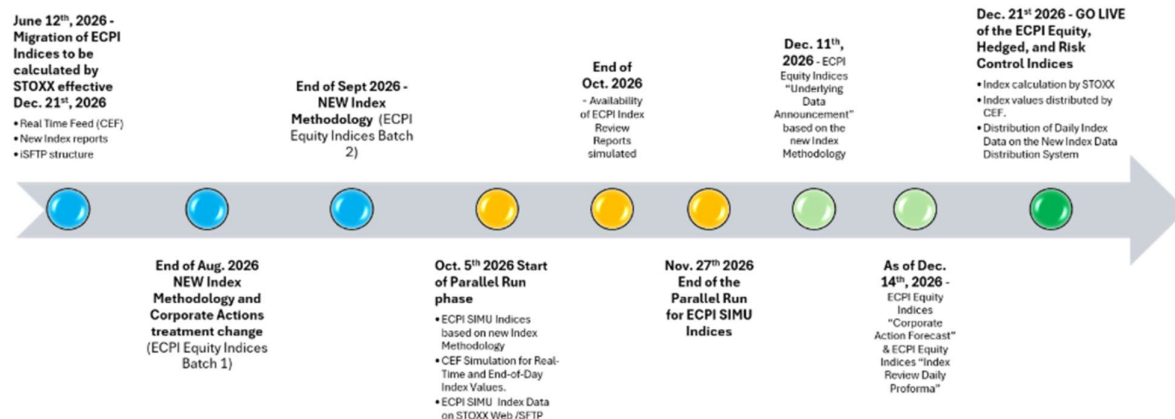 June 12th, 2026 -
Migration of ECPI
Indices to be
calculated by
STOXX effective
Dec. 21st, 2026
• Real Time Feed (CEF)
• New Index reports
• iSFTP structure
End of Aug. 2026
NEW Index
Methodology and
Corporate Actions
treatment change
(ECPI Equity Indices
Batch 1)
End of Sept 2026 -
NEW Index
Methodology (ECPI
Equity Indices Batch
2)
Oct. 5th 2026 Start
of Parallel Run
phase
• ECPI SIMU Indices
based on new Index
Methodology
• CEF Simulation for Real-
Time and End-of-Day
Index Values.
• ECPI SIMU Index Data
on STOXX Web /SFTP
End of
Oct. 2026
- Availability
of ECPI Index
Review
Reports
simulated
Nov. 27th 2026
End of the
Parallel Run
for ECPI SIMU
Indices
Dec. 11th,
2026 - ECPI
Equity Indices
"Underlying
Data
Announcement"
based on the
new Index
Methodology
As of Dec.
14th, 2026 -
ECPI Equity
Indices
"Corporate
Action Forecast"
& ECPI Equity
Indices "Index
Review Daily
Proforma"
Dec. 21st 2026 - GO LIVE
of the ECPI Equity,
Hedged, and Risk
Control Indices
• Index calculation by STOXX
• Index values distributed by
CEF.
• Distribution of Daily Index
Data on the New Index Data
Distribution System